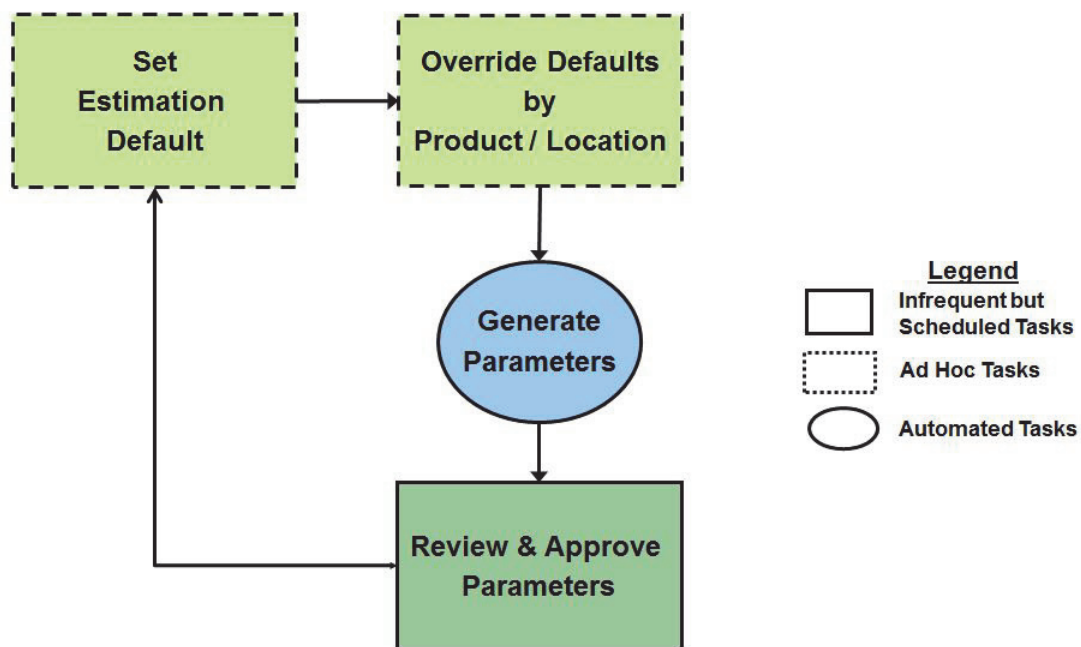 Set
Estimation
Default
Override Defaults
by
Product / Location
Generate
Parameters
Review & Approve
Parameters
Legend
Infrequent but
Scheduled Tasks
Ad Hoc Tasks
Automated Tasks